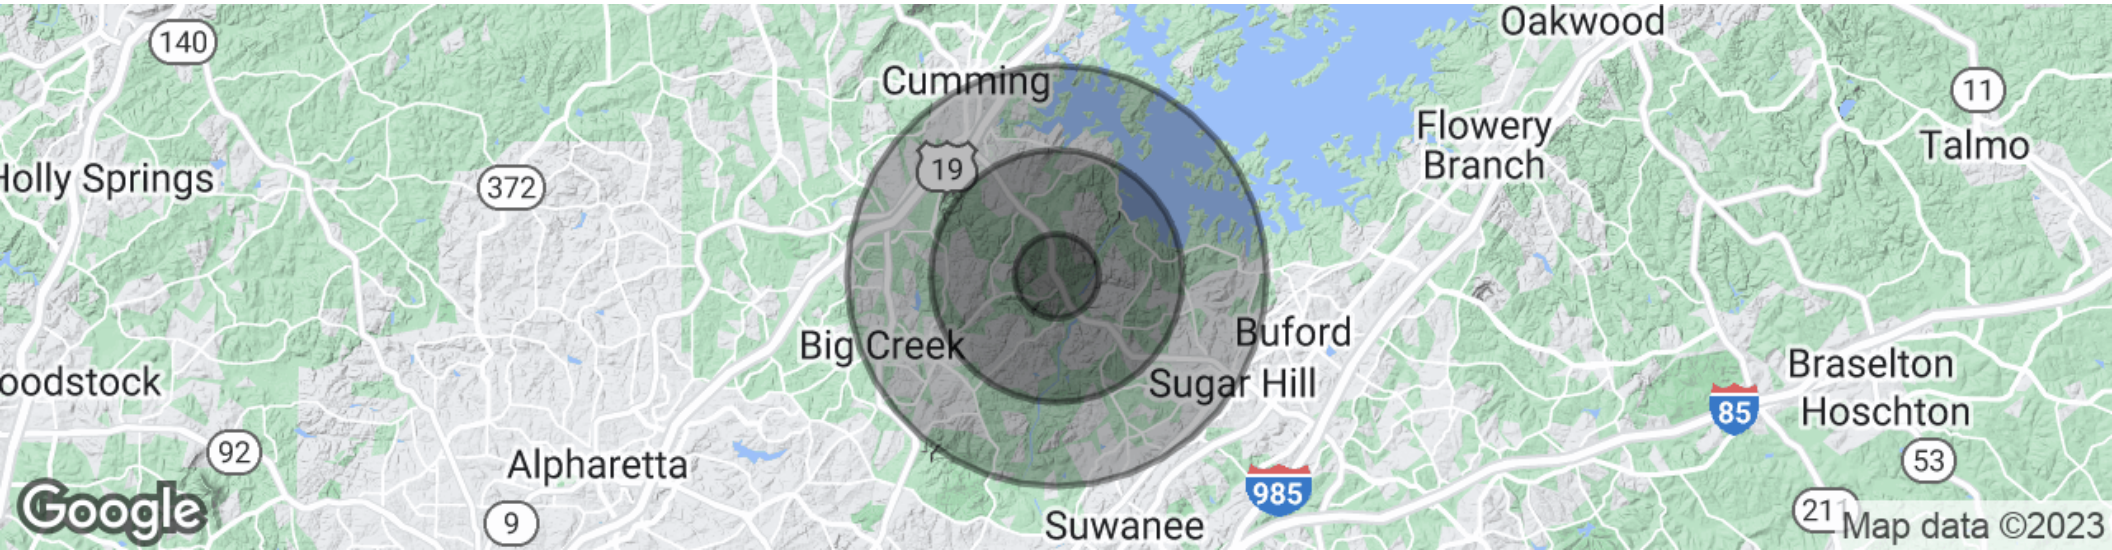 Oakwood
140
Cumming
11
Flowery
Branch
Talmo
19
Holly Springs
372
Buford
Big Creek
Braselton
oodstock
Sugar Hill
85
Hoschton
92
Alpharetta
53
985
Google
9
Suwanee
211
Map data ©2023